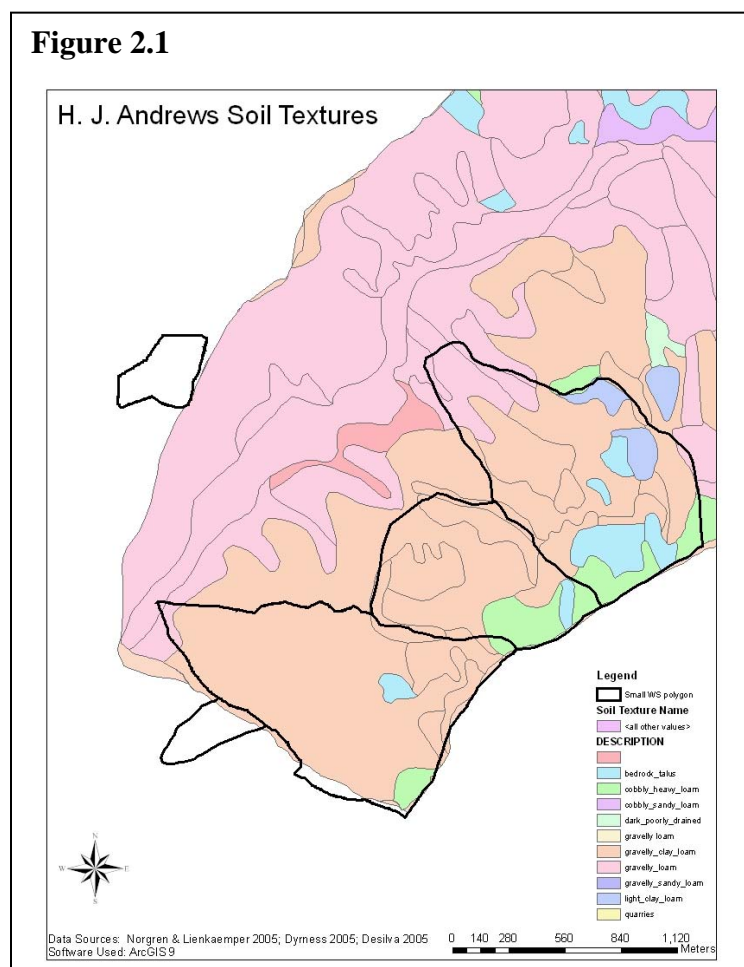 Figure 2.1
H. J. Andrews Soil Textures
Legend
Small WS polygon
Soil Texture Name
<all other values>
DESCRIPTION
bedrock_talus
cobbly_heavy_loam
cobbly_sandy_loam
dark_poorly_drained
gravelly loam
gravelly_clay_loam
gravelly_loam
gravelly_sandy_loam
light_clay_loam
quarries
N
W E
S
Data Sources: Norgren & Lienkaemper 2005; Dyrness 2005; Desilva 2005
Software Used: ArcGIS 9
0 140 280 560 840 1,120
Meters